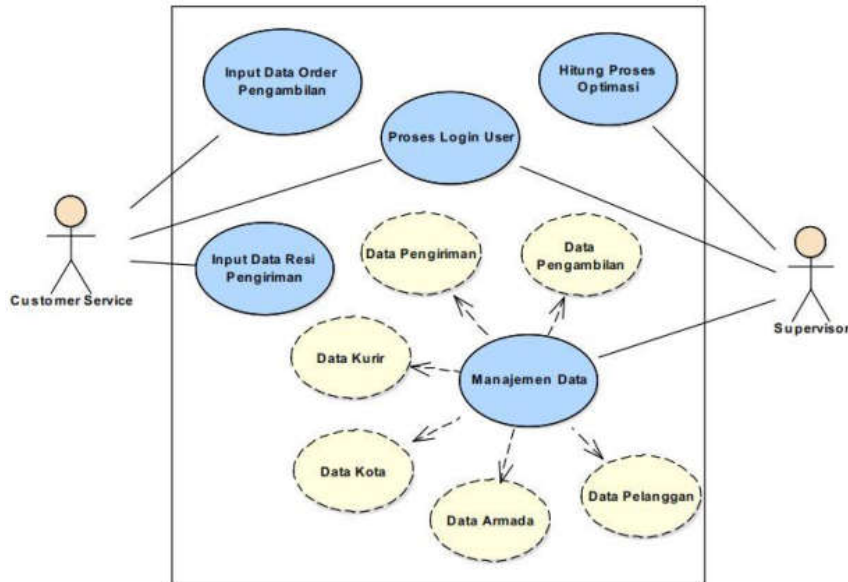 Input Data Order
Pengambilan
Hitung Proses
Optimasi
Proses Login User
Customer Service
Input Data Resi
Pengiriman
Data Pengiriman
Data
Pengambilan
Supervisor
Data Kurir
Manajemen Data
Data Kota
Data Armada
Data Pelanggan